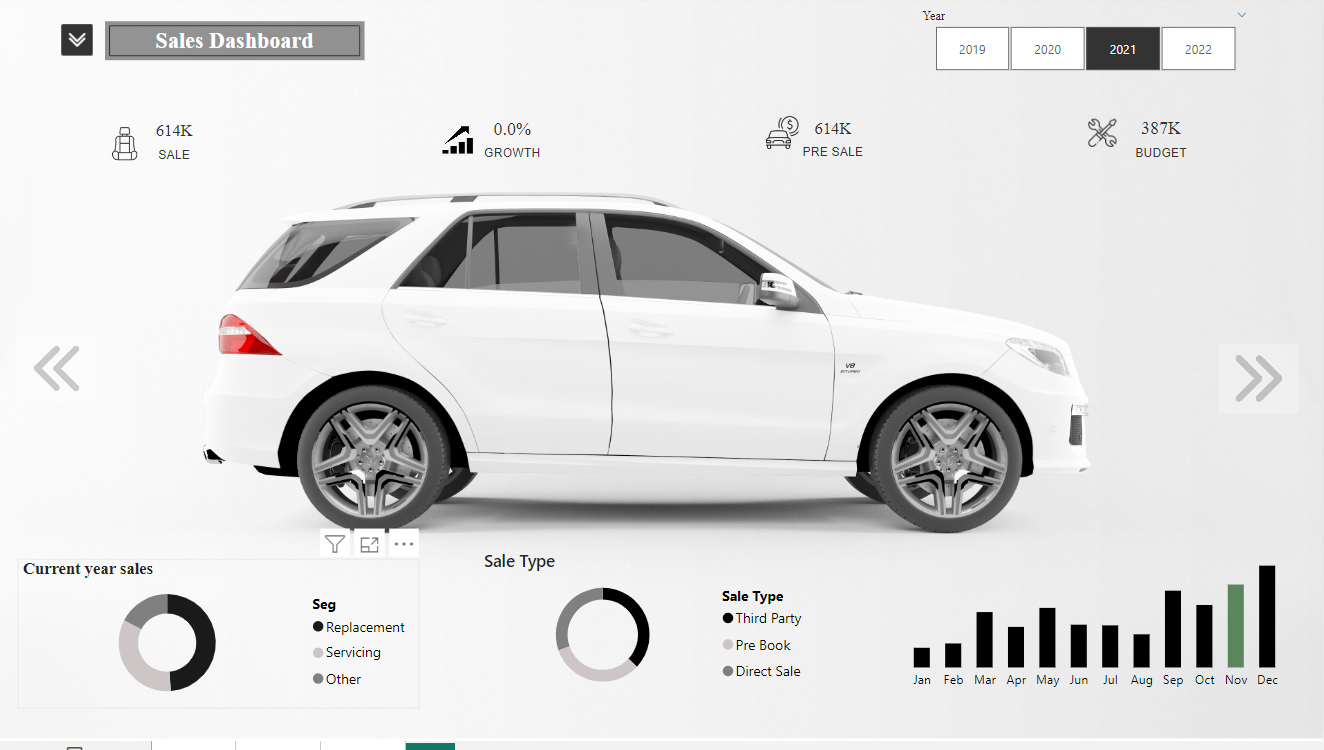 Year
Sales Dashboard
2019 2020 2021 2022
614K
SALE
0.0%
GROWTH
614K
PRE SALE
387K
BUDGET
V8
BITURBO
Current year sales
Seg
Replacement
Servicing
Other
Sale Type
Sale Type
Third Party
Pre Book
Direct Sale
Jan Feb Mar Apr May Jun Jul Aug Sep Oct Nov Dec